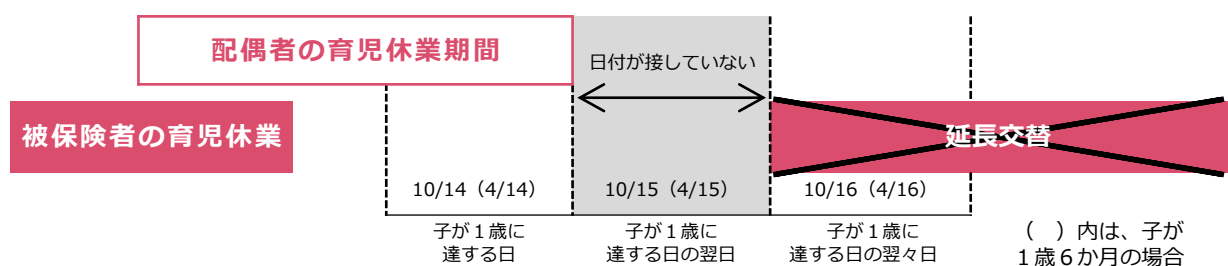 配偶者の育児休業期間
日付が接していない
被保険者の育児休業
延長交替
10/14（4/14）
10/15（4/15）
10/16（4/16）
子が１歳に
達する日
子が１歳に
達する日の翌日
子が１歳に
達する日の翌々日
（　）内は、子が
１歳６か月の場合